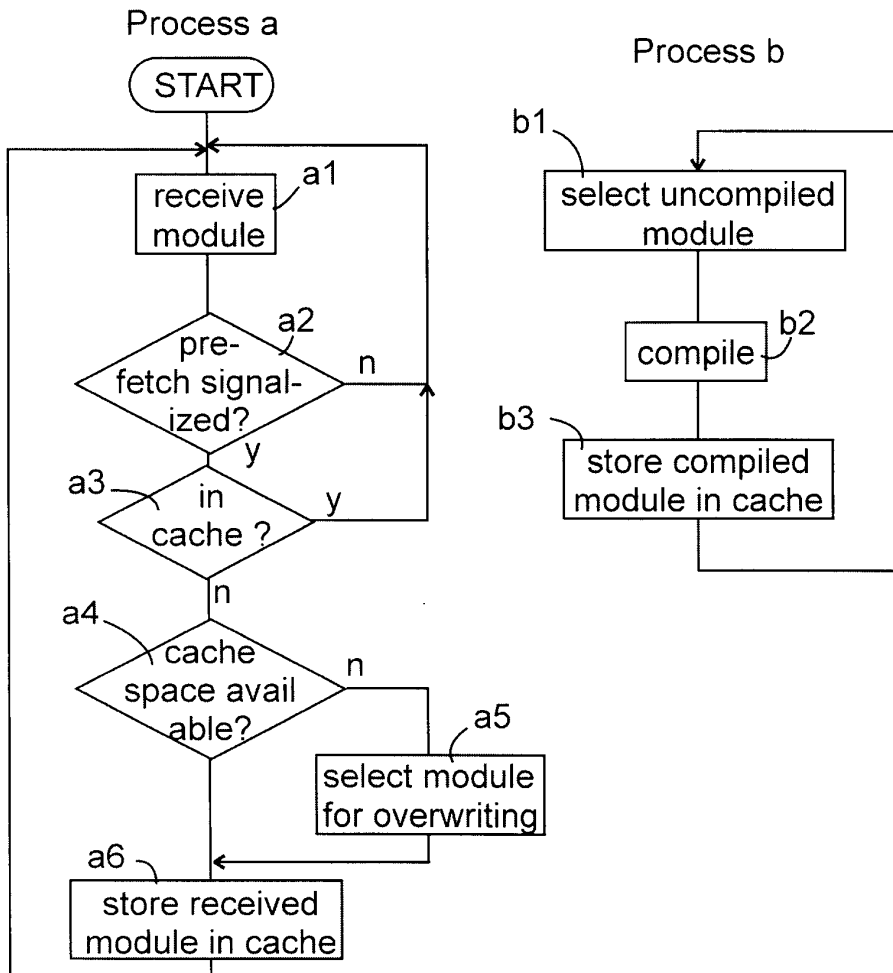 Process a
START
a1
receive
module
a2
pre-
fetch signal-
ized?
n
y
a3
in
cache ?
y
n
a4
cache
space avail
able?
n
a5
select module
for overwriting
a6
store received
module in cache
Process b
b1
select uncompiled
module
b2
compile
b3
store compiled
module in cache